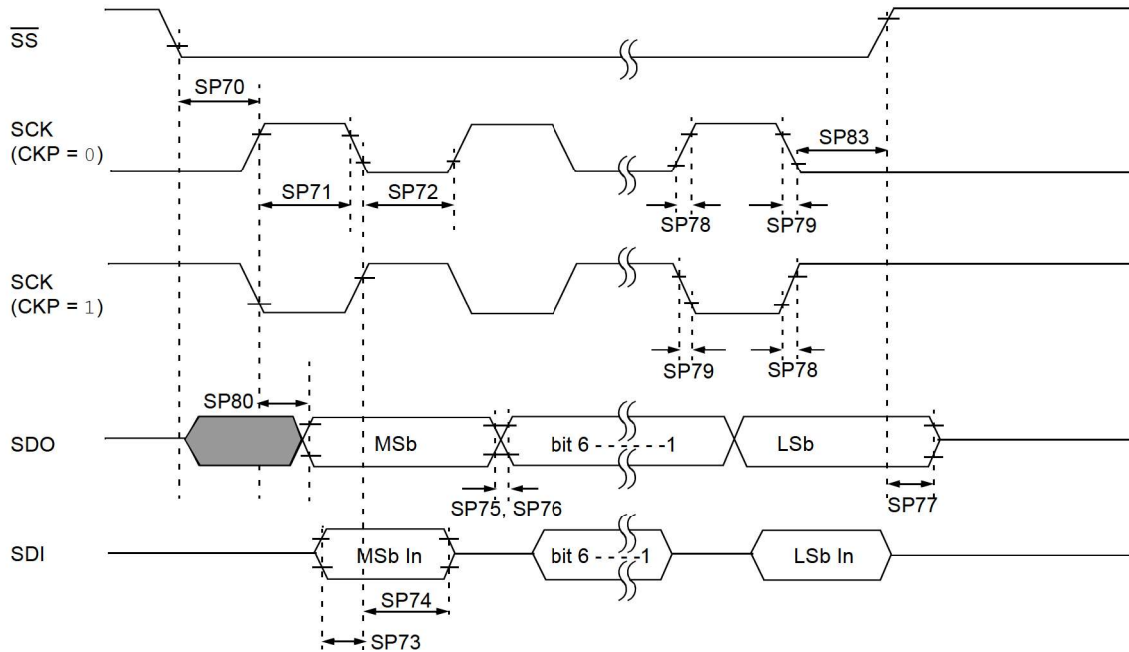 SS
SP70
SCK
(CKP = 0)
SP83
SP71
SP72
SP78
SP79
SCK
(CKP = 1)
SP79
SP78
SP80
SDO
MSb
bit 6 - - - - - -1
LSb
SP75, SP76
SP77
SDI
MSb In
bit 6 - - - - -1
LSb In
SP74
SP73